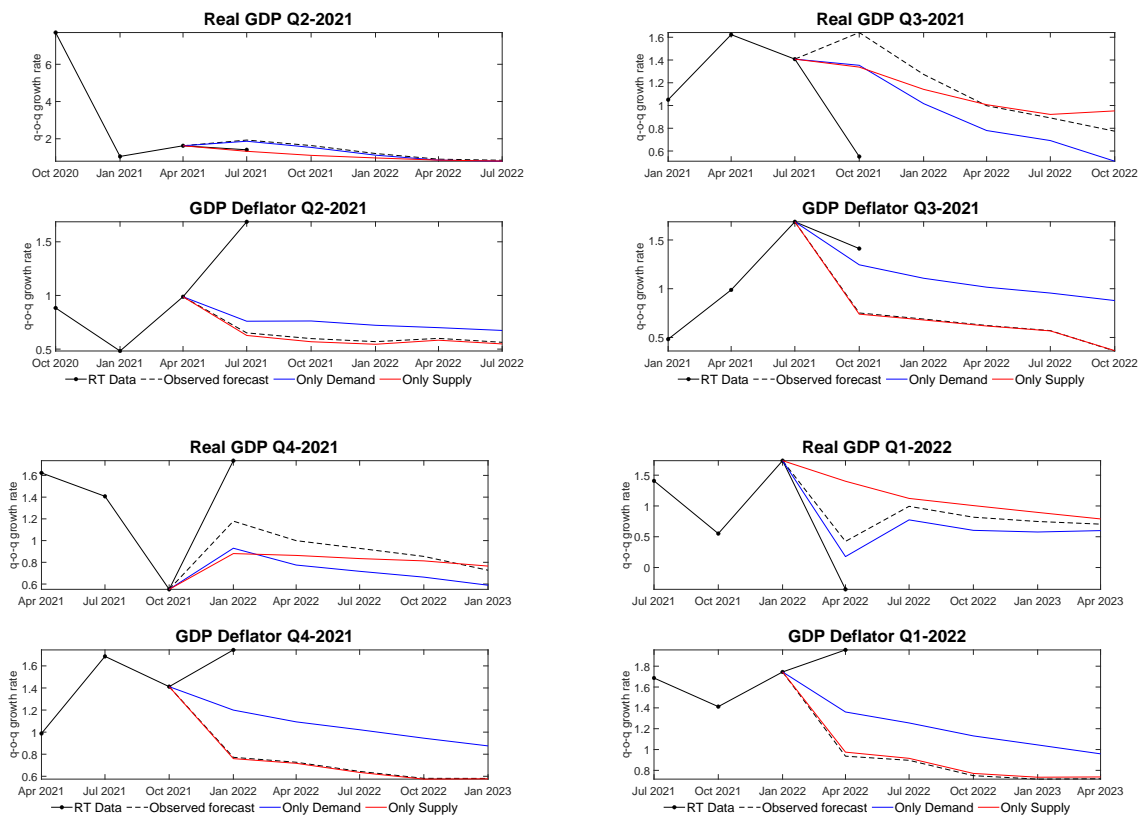 Real GDP Q2-2021
q-o-q growth rate
6
4
2
Oct 2020 Jan 2021 Apr 2021 Jul 2021 Oct 2021 Jan 2022 Apr 2022 Jul 2022
GDP Deflator Q2-2021
q-o-q growth rate
1.5
1
0.5
Oct 2020 Jan 2021 Apr 2021 Jul 2021 Oct 2021 Jan 2022 Apr 2022 Jul 2022
RT Data Observed forecast Only Demand Only Supply
Real GDP Q3-2021
q-o-q growth rate
1.6
1.4
1.2
1
0.8
0.6
Jan 2021 Apr 2021 Jul 2021 Oct 2021 Jan 2022 Apr 2022 Jul 2022 Oct 2022
GDP Deflator Q3-2021
q-o-q growth rate
1.5
1
0.5
Jan 2021 Apr 2021 Jul 2021 Oct 2021 Jan 2022 Apr 2022 Jul 2022 Oct 2022
RT Data Observed forecast Only Demand Only Supply
Real GDP Q4-2021
q-o-q growth rate
1.6
1.4
1.2
1
0.8
0.6
Apr 2021 Jul 2021 Oct 2021 Jan 2022 Apr 2022 Jul 2022 Oct 2022 Jan 2023
GDP Deflator Q4-2021
q-o-q growth rate
1.6
1.4
1.2
1
0.8
0.6
Apr 2021 Jul 2021 Oct 2021 Jan 2022 Apr 2022 Jul 2022 Oct 2022 Jan 2023
RT Data Observed forecast Only Demand Only Supply
Real GDP Q1-2022
q-o-q growth rate
1.5
1
0.5
0
Jul 2021 Oct 2021 Jan 2022 Apr 2022 Jul 2022 Oct 2022 Jan 2023 Apr 2023
GDP Deflator Q1-2022
q-o-q growth rate
1.8
1.6
1.4
1.2
1
0.8
Jul 2021 Oct 2021 Jan 2022 Apr 2022 Jul 2022 Oct 2022 Jan 2023 Apr 2023
RT Data Observed forecast Only Demand Only Supply